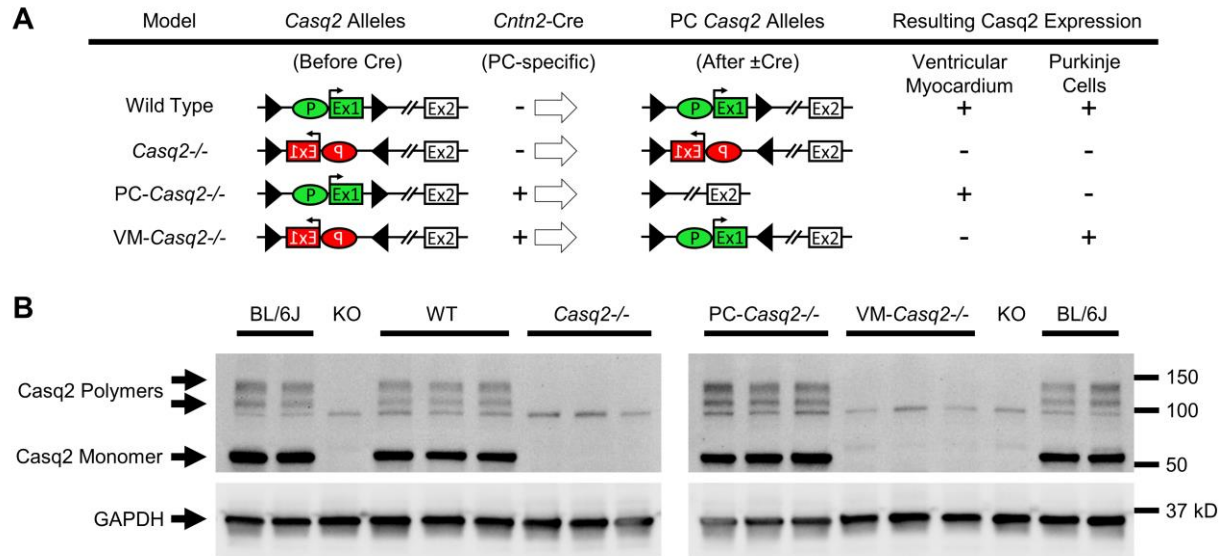 A
Model Casq2 Alleles Cntn2-Cre PC Casq2 Alleles Resulting Casq2 Expression
(Before Cre) (PC-specific) (After ±Cre) Ventricular Myocardium Purkinje Cells
Wild Type P Ex1 Ex2 - P Ex1 Ex2 + +
Casq2-/- Ex1 P Ex2 - Ex1 P Ex2 - -
PC-Casq2-/- P Ex1 Ex2 + Ex2 + -
VM-Casq2-/- Ex1 P Ex2 + P Ex1 Ex2 - +
B
BL/6J KO WT Casq2-/- PC-Casq2-/- VM-Casq2-/- KO BL/6J
Casq2 Polymers 150
100
Casq2 Monomer 50
GAPDH 37 kD